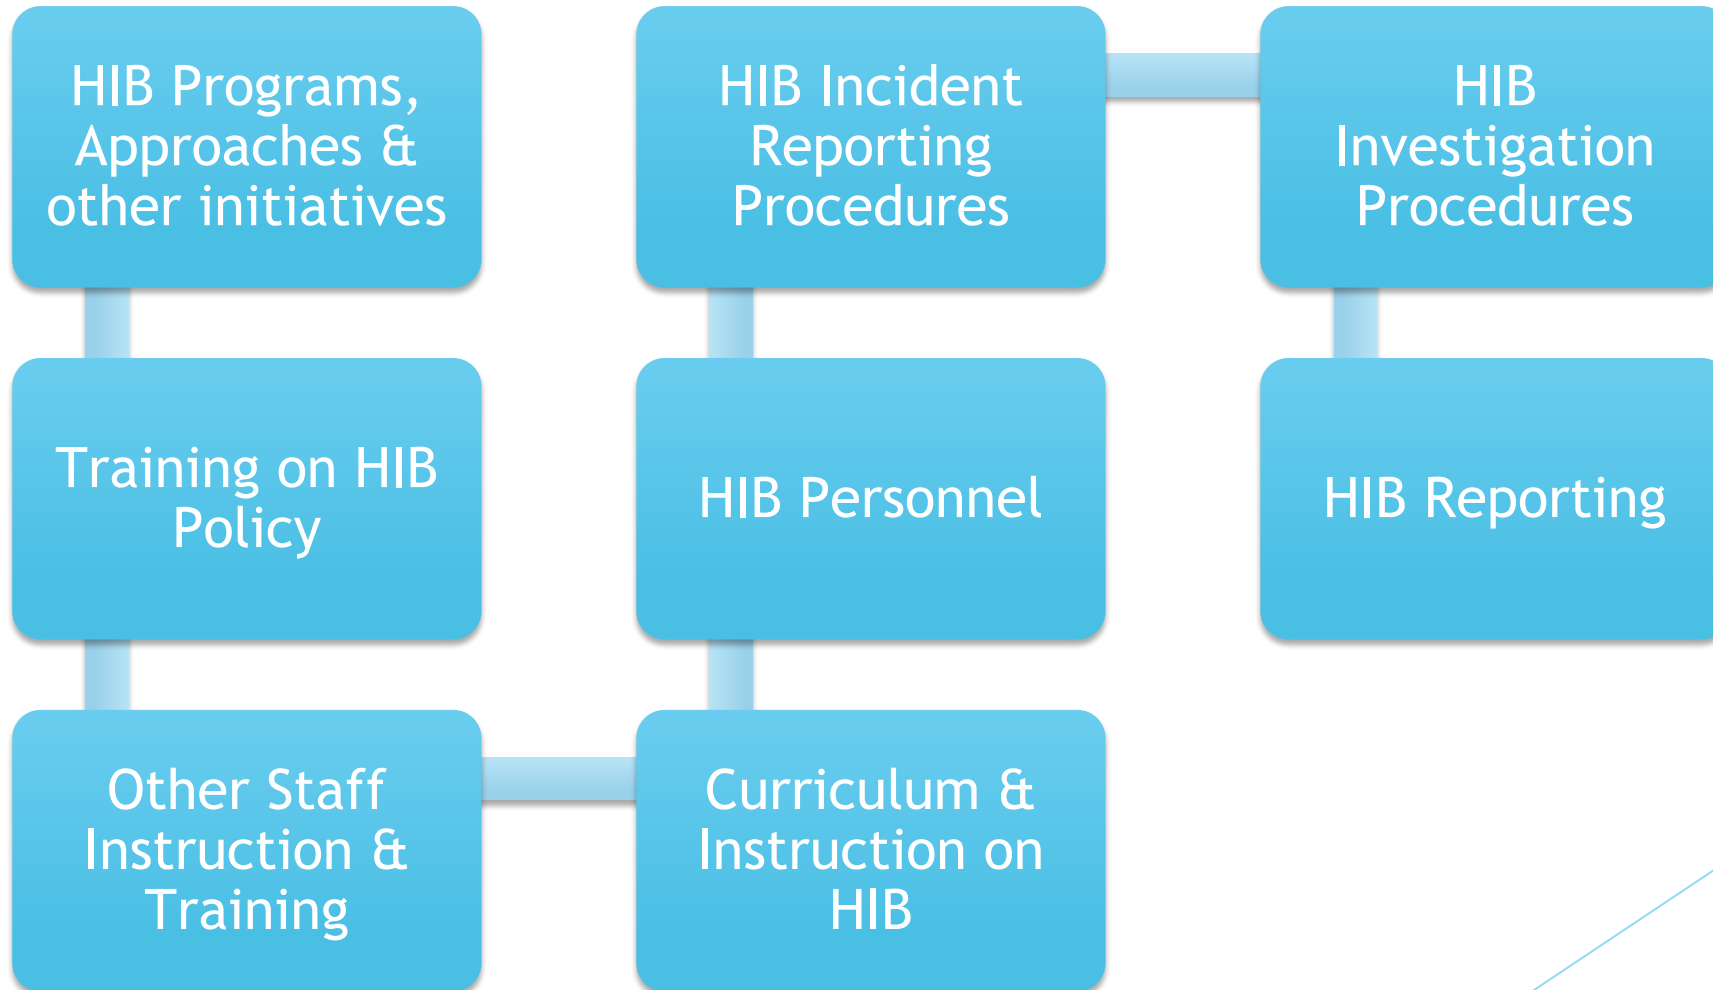 HIB Programs,
Approaches &
other initiatives
Training on HIB
Policy
Other Staff
Instruction &
Training
Curriculum &
Instruction on
HIB
HIB Personnel
HIB Incident
Reporting
Procedures
HIB
Investigation
Procedures
HIB Reporting